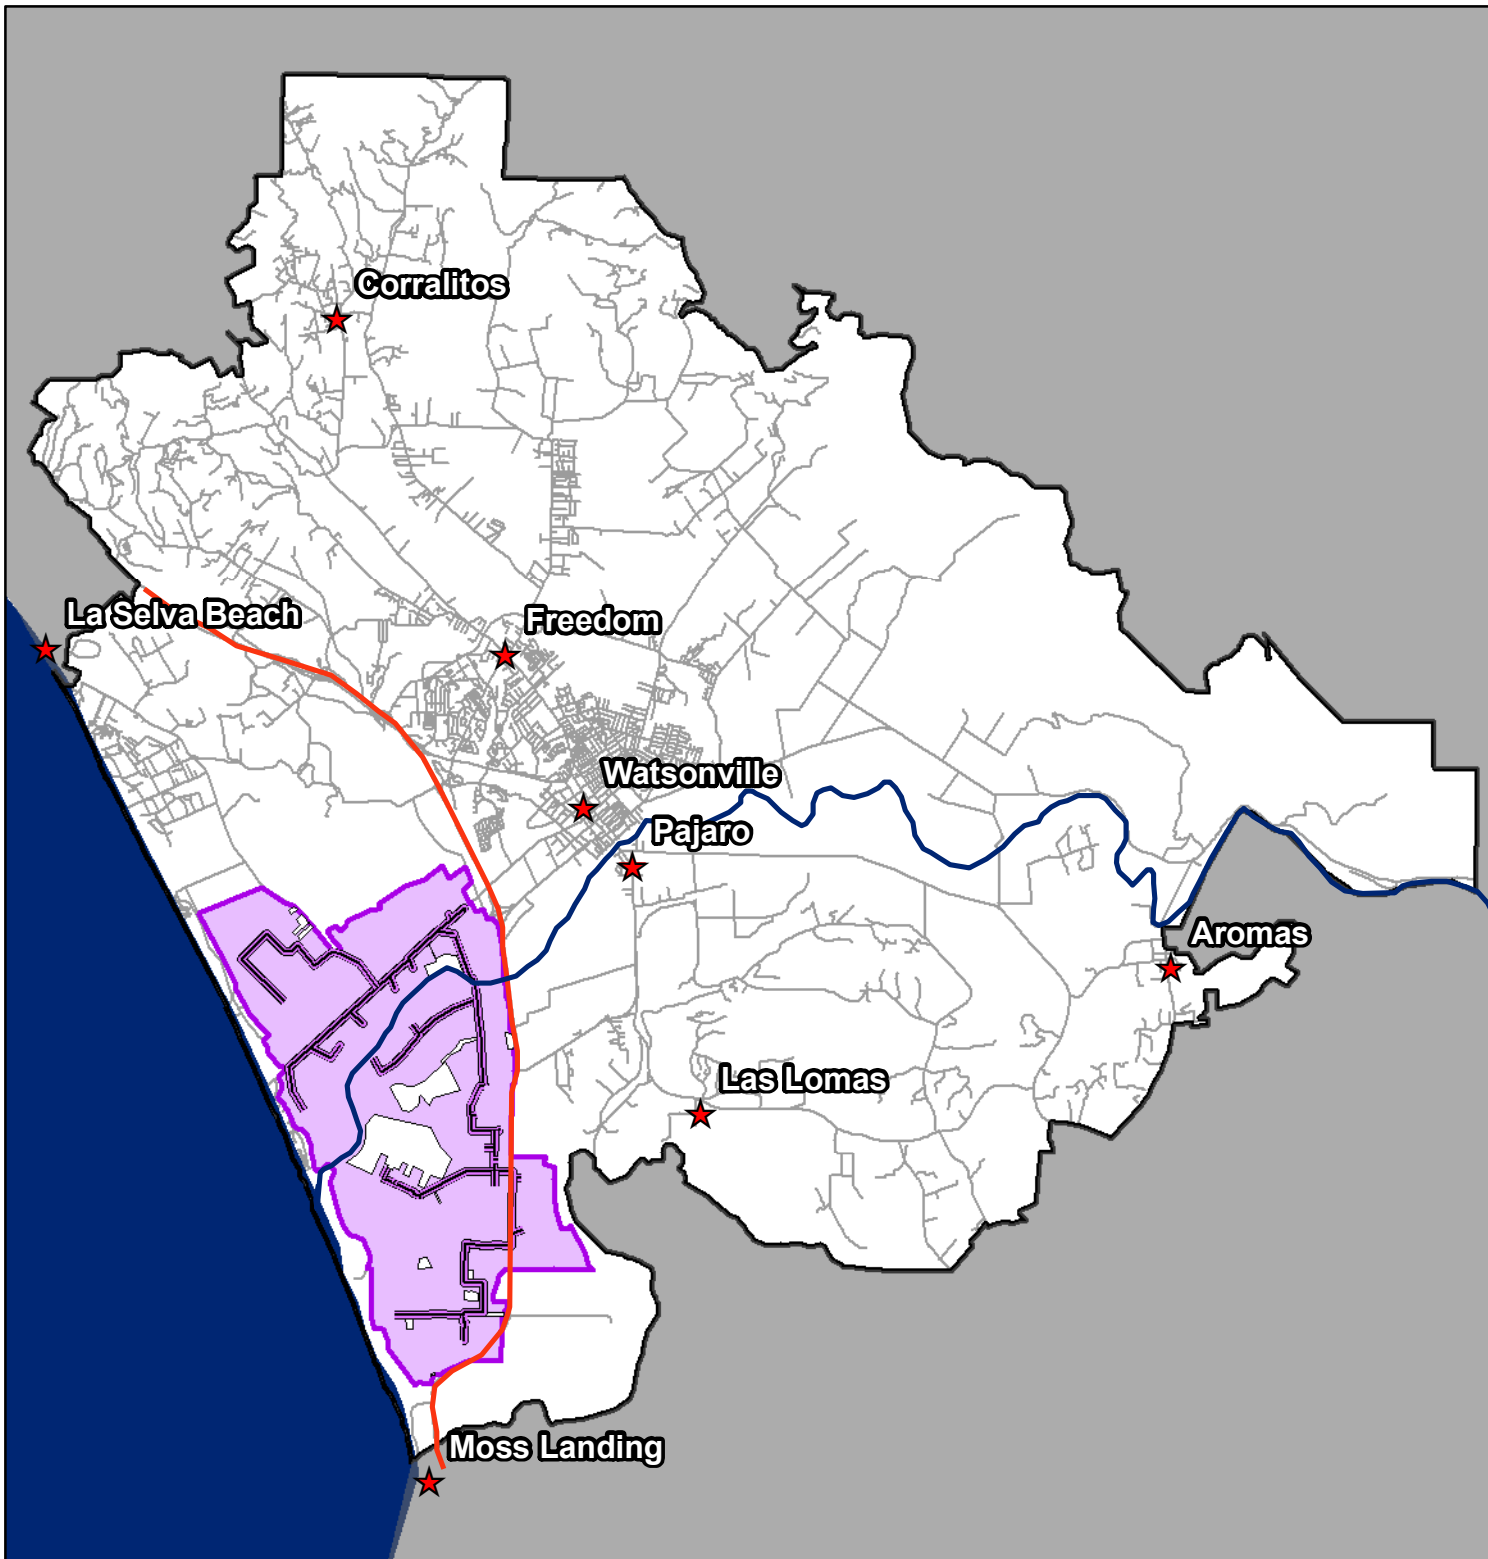 Corralitos
La Selva Beach
Freedom
Watsonville
Pajaro
Aromas
Las Lomas
Moss Landing